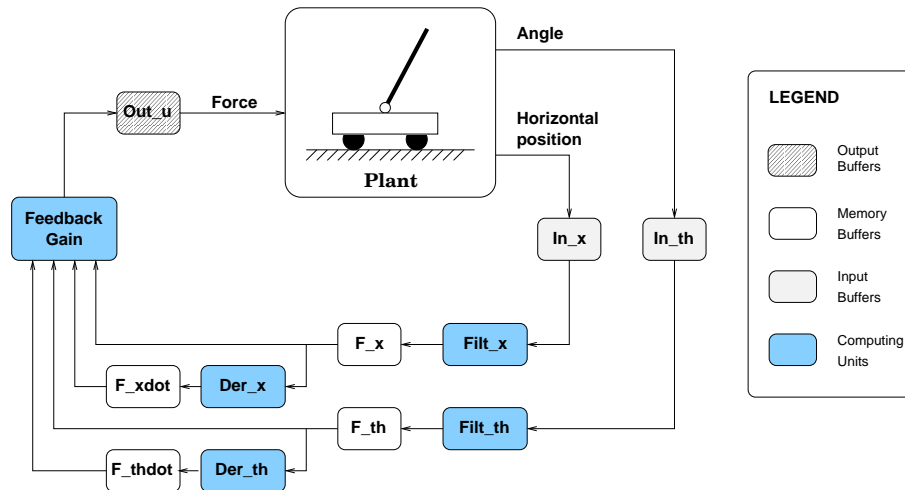 Angle
Out_u
Force
Horizontal
position
Plant
Feedback
Gain
In_x
In_th
F_x
Filt_x
F_xdot
Der_x
F_th
Filt_th
F_thdot
Der_th
LEGEND
Output
Buffers
Memory
Buffers
Input
Buffers
Computing
Units